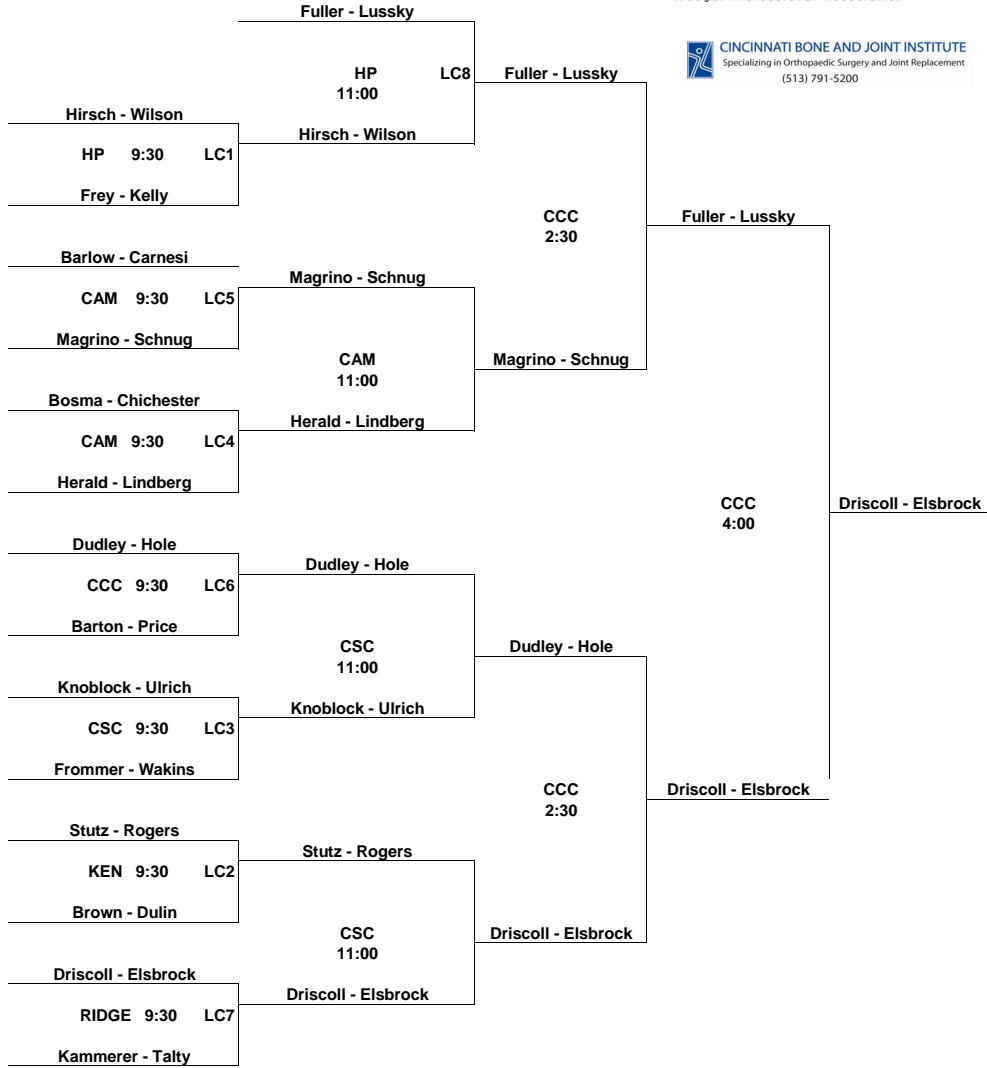 Fuller - Lussky
CINCINNATI BONE AND JOINT INSTITUTE
Specializing in Orthopaedic Surgery and Joint Replacement
(513) 791-5200
HP LC8
11:00
Fuller - Lussky
Hirsch - Wilson
Hirsch - Wilson
HP 9:30 LC1
Frey - Kelly
CCC
2:30
Fuller - Lussky
Barlow - Carnesi
Magrino - Schnug
CAM 9:30 LC5
Magrino - Schnug
CAM
11:00
Magrino - Schnug
Bosma - Chichester
Herald - Lindberg
CAM 9:30 LC4
Herald - Lindberg
CCC
4:00
Driscoll - Elsbrock
Dudley - Hole
Dudley - Hole
CCC 9:30 LC6
Barton - Price
CSC
11:00
Dudley - Hole
Knoblock - Ulrich
Knoblock - Ulrich
CSC 9:30 LC3
Frommer - Wakins
CCC
2:30
Driscoll - Elsbrock
Stutz - Rogers
Stutz - Rogers
KEN 9:30 LC2
Brown - Dulin
CSC
11:00
Driscoll - Elsbrock
Driscoll - Elsbrock
Driscoll - Elsbrock
RIDGE 9:30 LC7
Kammerer - Talty